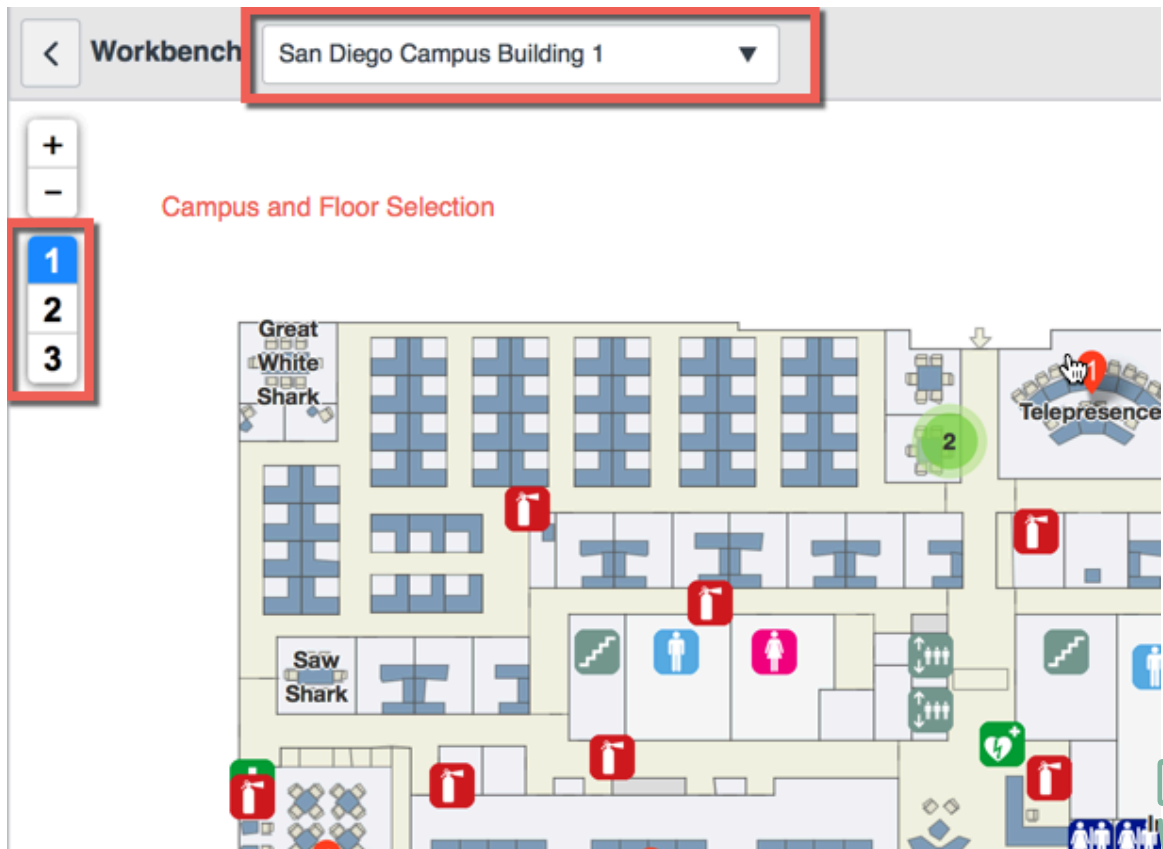 Workbench
San Diego Campus Building 1
+
−
Campus and Floor Selection
1
2
3
Great
White
Shark
1
Telepresence
2
Saw
Shark